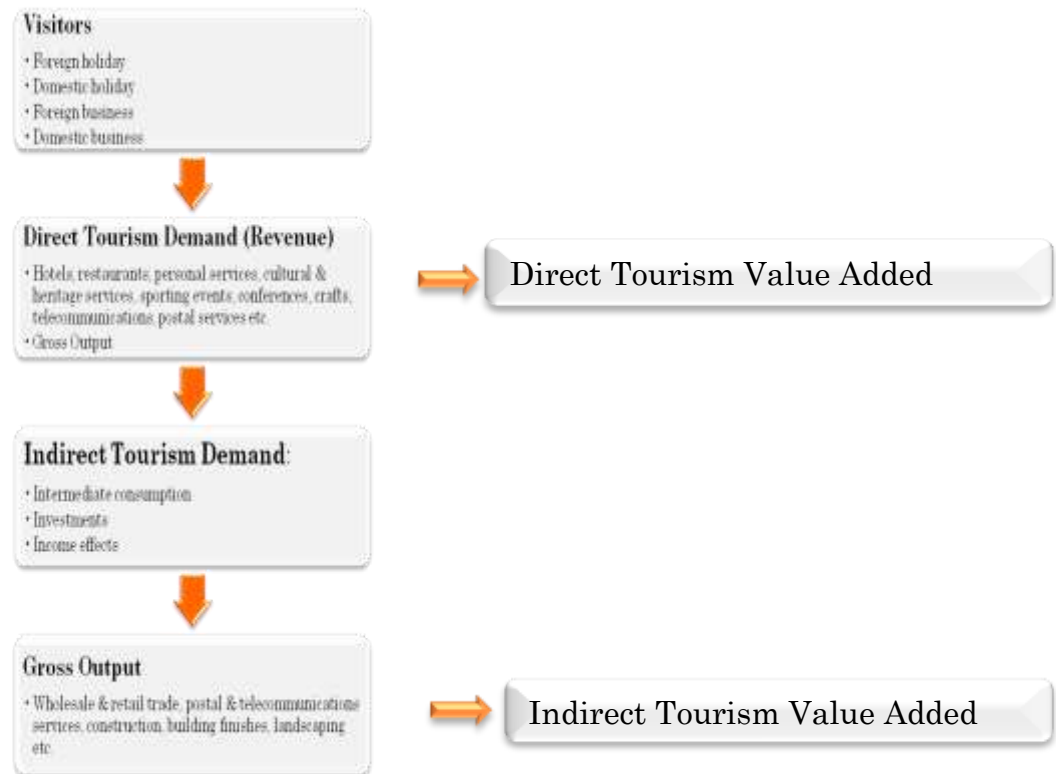 Visitors
• Foreign holiday
• Domestic holiday
• Foreign business
• Domestic business
Direct Tourism Demand (Revenue)
• Hotels, restaurants, personal services, cultural &
heritage services, sporting events, conferences, crafts,
telecommunications, postal services etc.
• Gross Output
Direct Tourism Value Added
Indirect Tourism Demand:
• Intermediate consumption
• Investments
• Income effects
Gross Output
• Wholesale & retail trade, postal & telecommunications
services, construction, building finishes, landscaping
etc.
Indirect Tourism Value Added